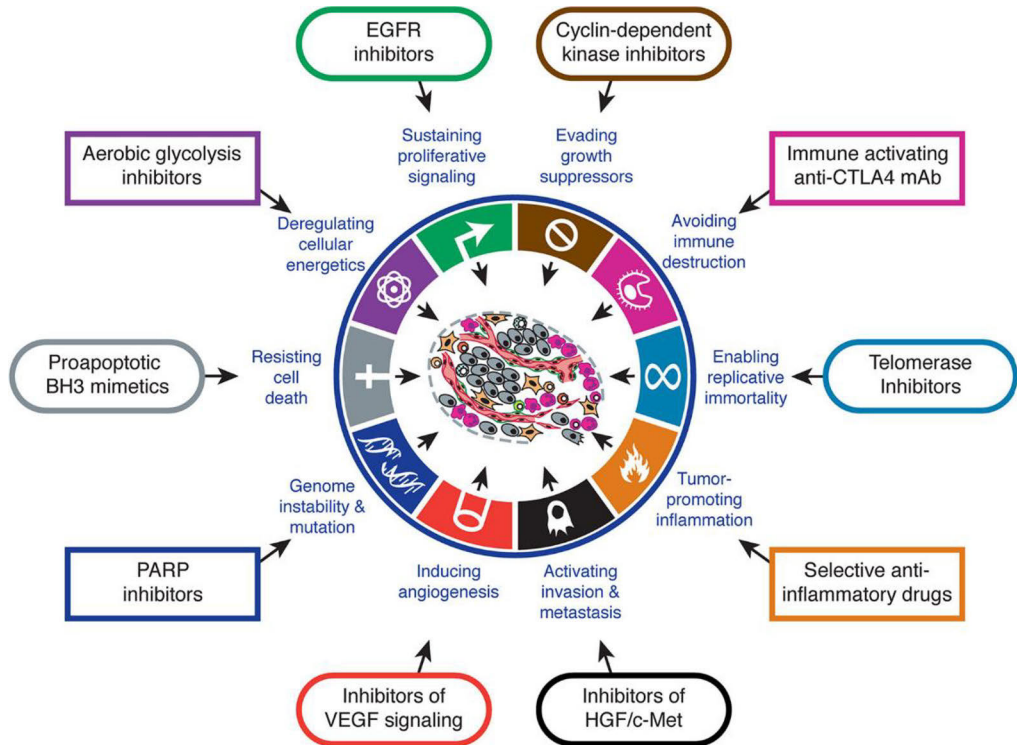 EGFR
inhibitors
Cyclin-dependent
kinase inhibitors
Sustaining
proliferative
signaling
Evading
growth
suppressors
Aerobic glycolysis
inhibitors
Immune activating
anti-CTLA4 mAb
Deregulating
cellular
energetics
Avoiding
immune
destruction
Proapoptotic
BH3 mimetics
Resisting
cell
death
Enabling
replicative
immortality
Telomerase
Inhibitors
Genome
instability &
mutation
Tumor-
promoting
inflammation
PARP
inhibitors
Inducing
angiogenesis
Activating
invasion &
metastasis
Selective anti-
inflammatory drugs
Inhibitors of
VEGF signaling
Inhibitors of
HGF/c-Met